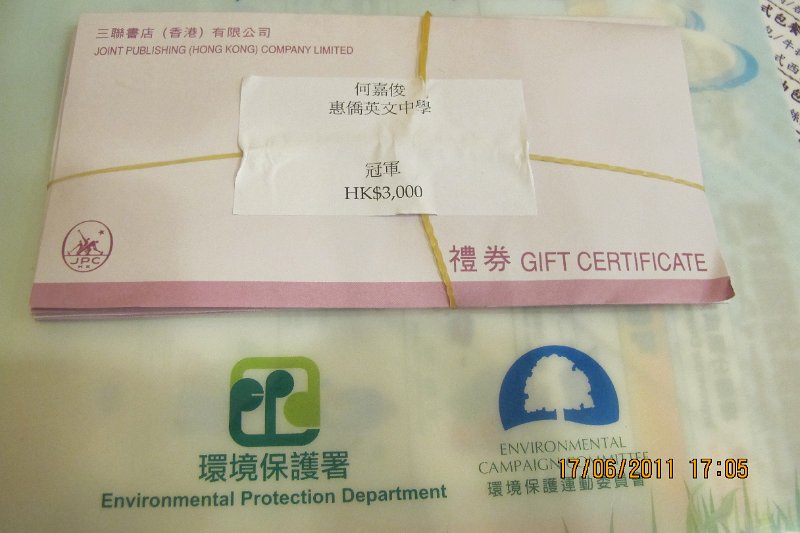 三聯書店（香港）有限公司
JOINT PUBLISHING (HONG KONG) COMPANY LIMITED
何嘉俊
惠僑英文中學
冠軍
HK$3,000
JPC
HK
禮券 GIFT CERTIFICATE
環境保護署
Environmental Protection Department
ENVIRONMENTAL
CAMPAIGN COMMITTEE
環境保護運動委員會
17/06/2011 17:05